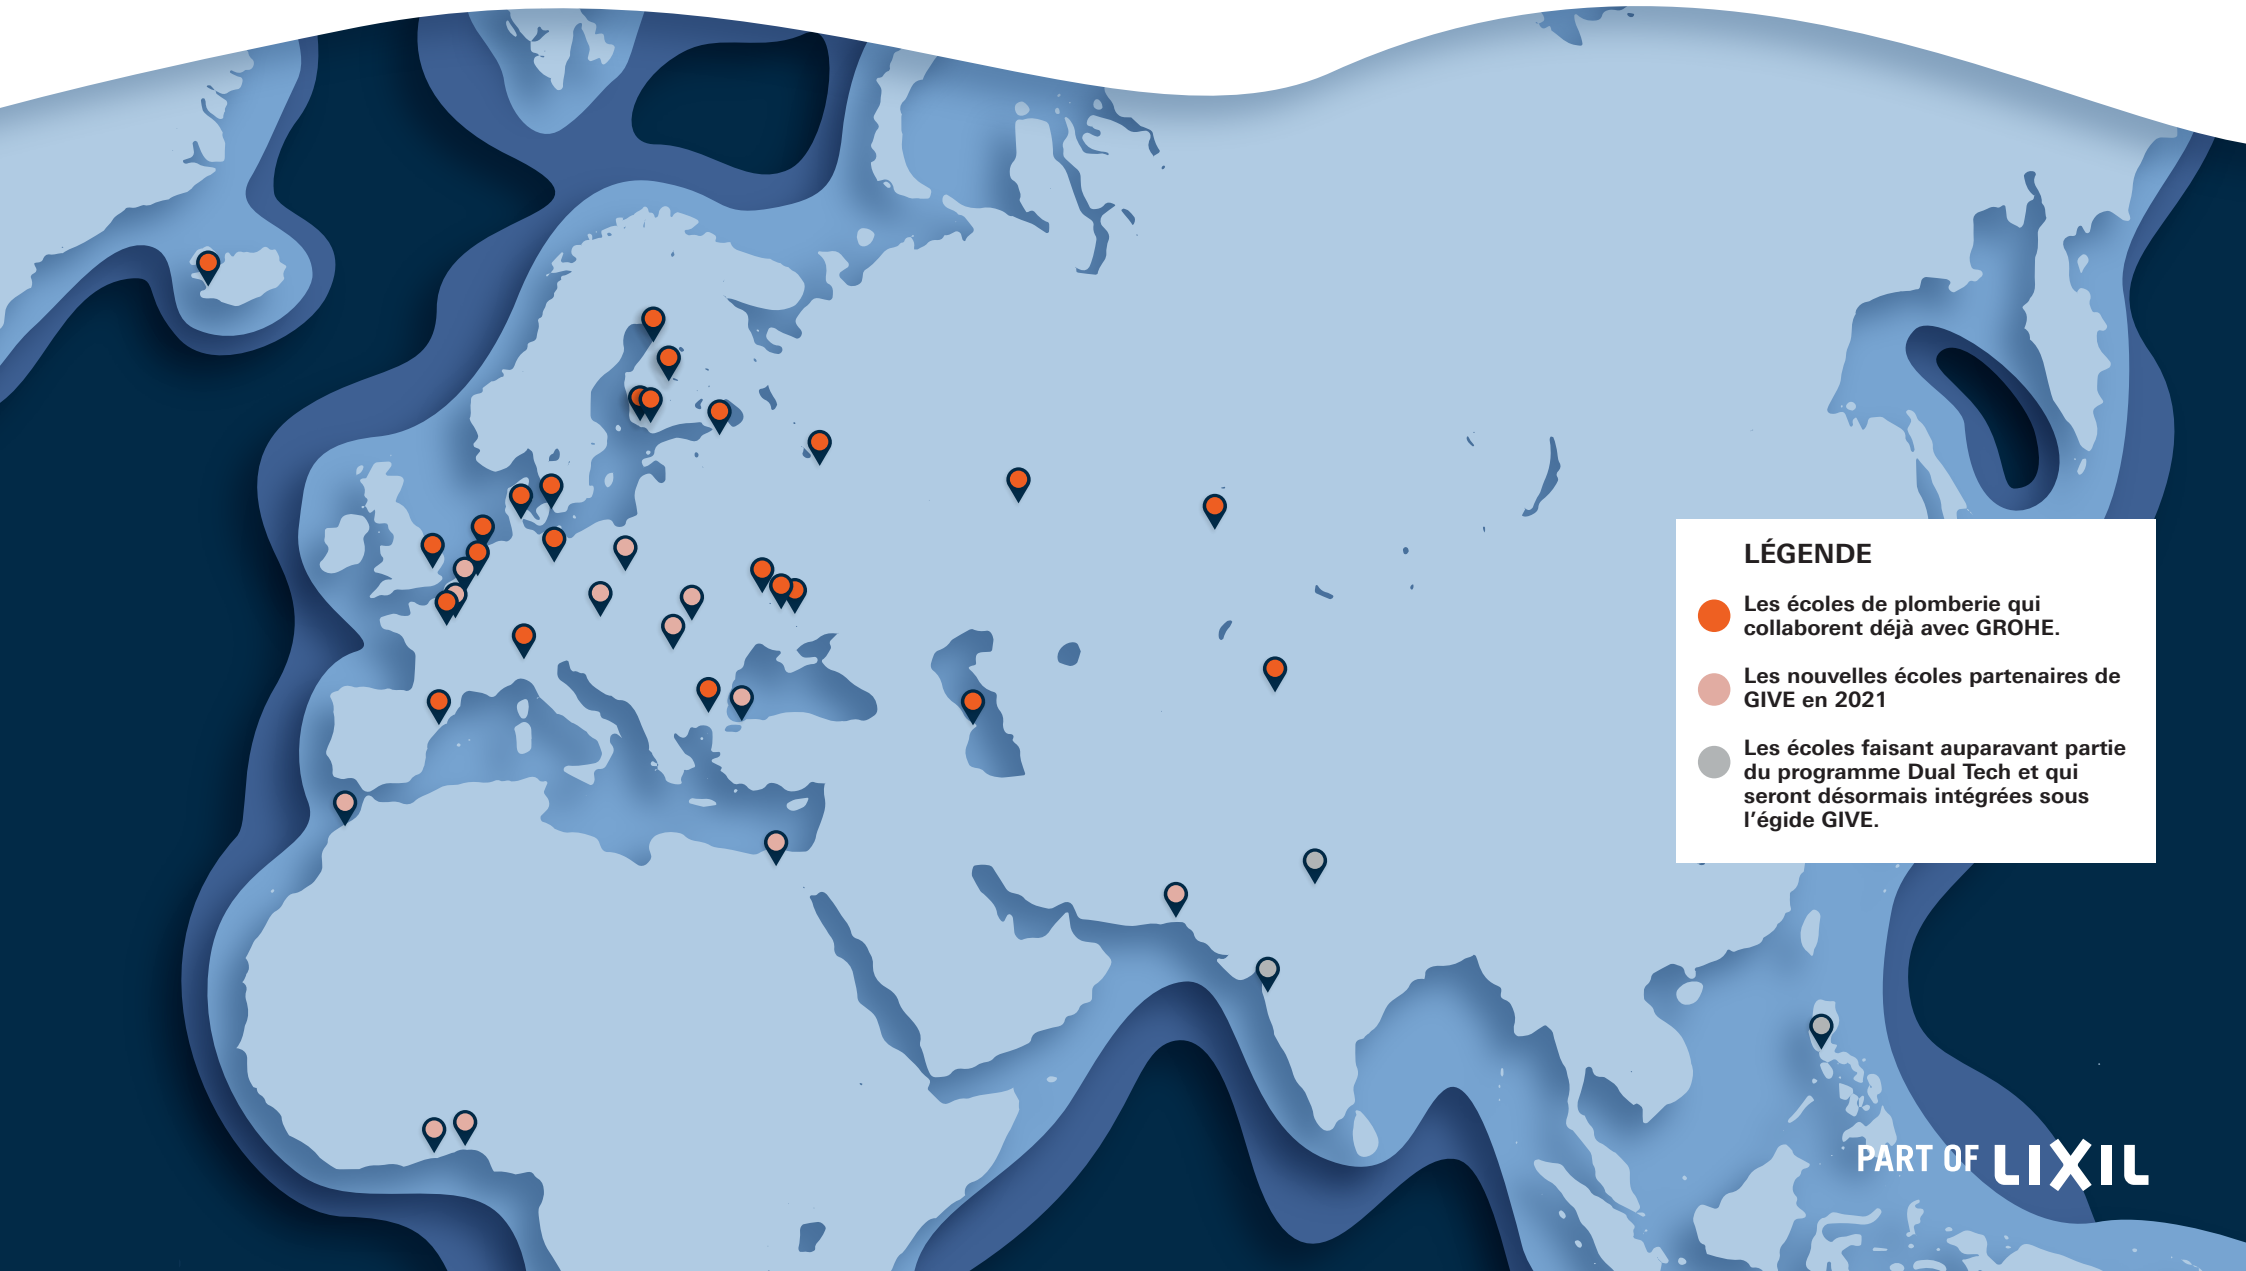 LÉGENDE
Les écoles de plomberie qui
collaborent déjà avec GROHE.
Les nouvelles écoles partenaires de
GIVE en 2021
Les écoles faisant auparavant partie
du programme Dual Tech et qui
seront désormais intégrées sous
l’égide GIVE.
PART OF LIXIL